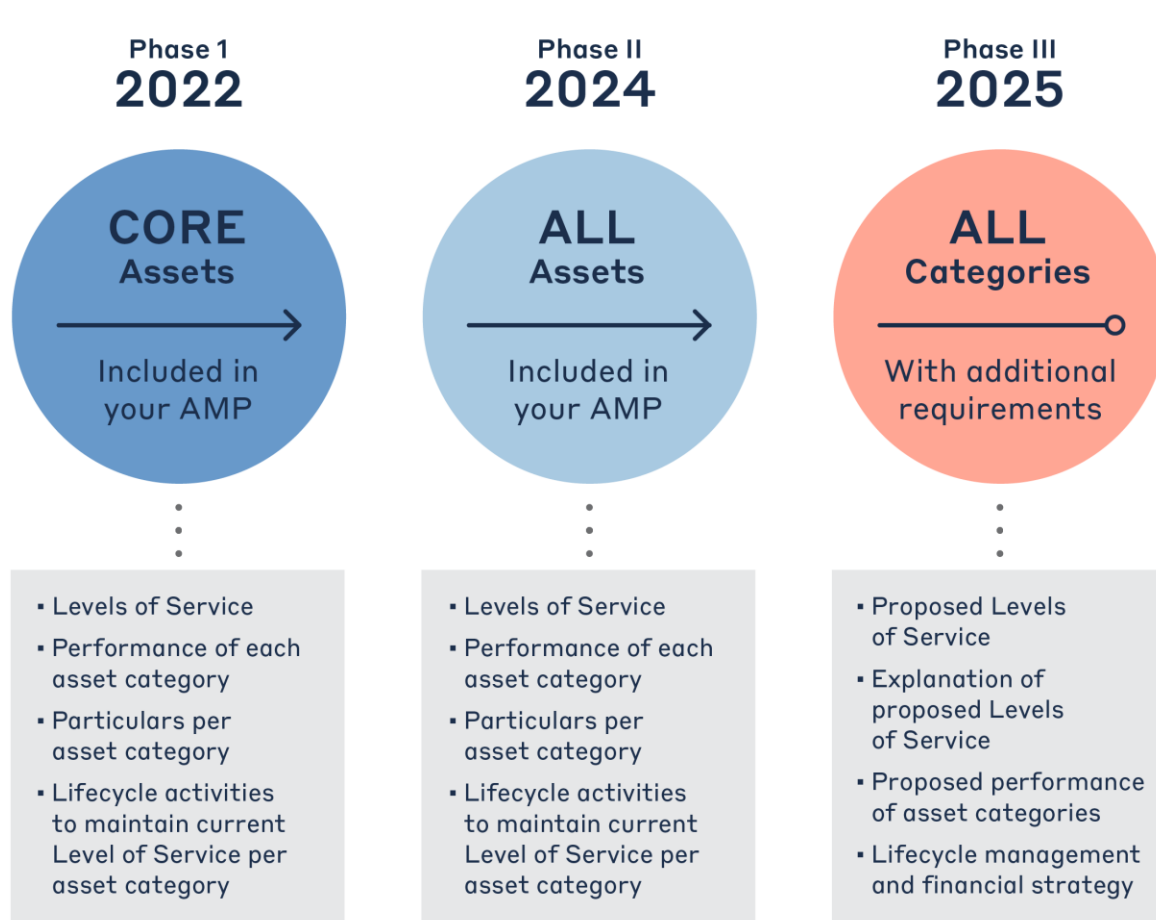 Phase 1
2022
CORE
Assets
Included in
your AMP
▪ Levels of Service
▪ Performance of each
asset category
▪ Particulars per
asset category
▪ Lifecycle activities
to maintain current
Level of Service per
asset category
Phase II
2024
ALL
Assets
Included in
your AMP
▪ Levels of Service
▪ Performance of each
asset category
▪ Particulars per
asset category
▪ Lifecycle activities
to maintain current
Level of Service per
asset category
Phase III
2025
ALL
Categories
With additional
requirements
▪ Proposed Levels
of Service
▪ Explanation of
proposed Levels
of Service
▪ Proposed performance
of asset categories
▪ Lifecycle management
and financial strategy